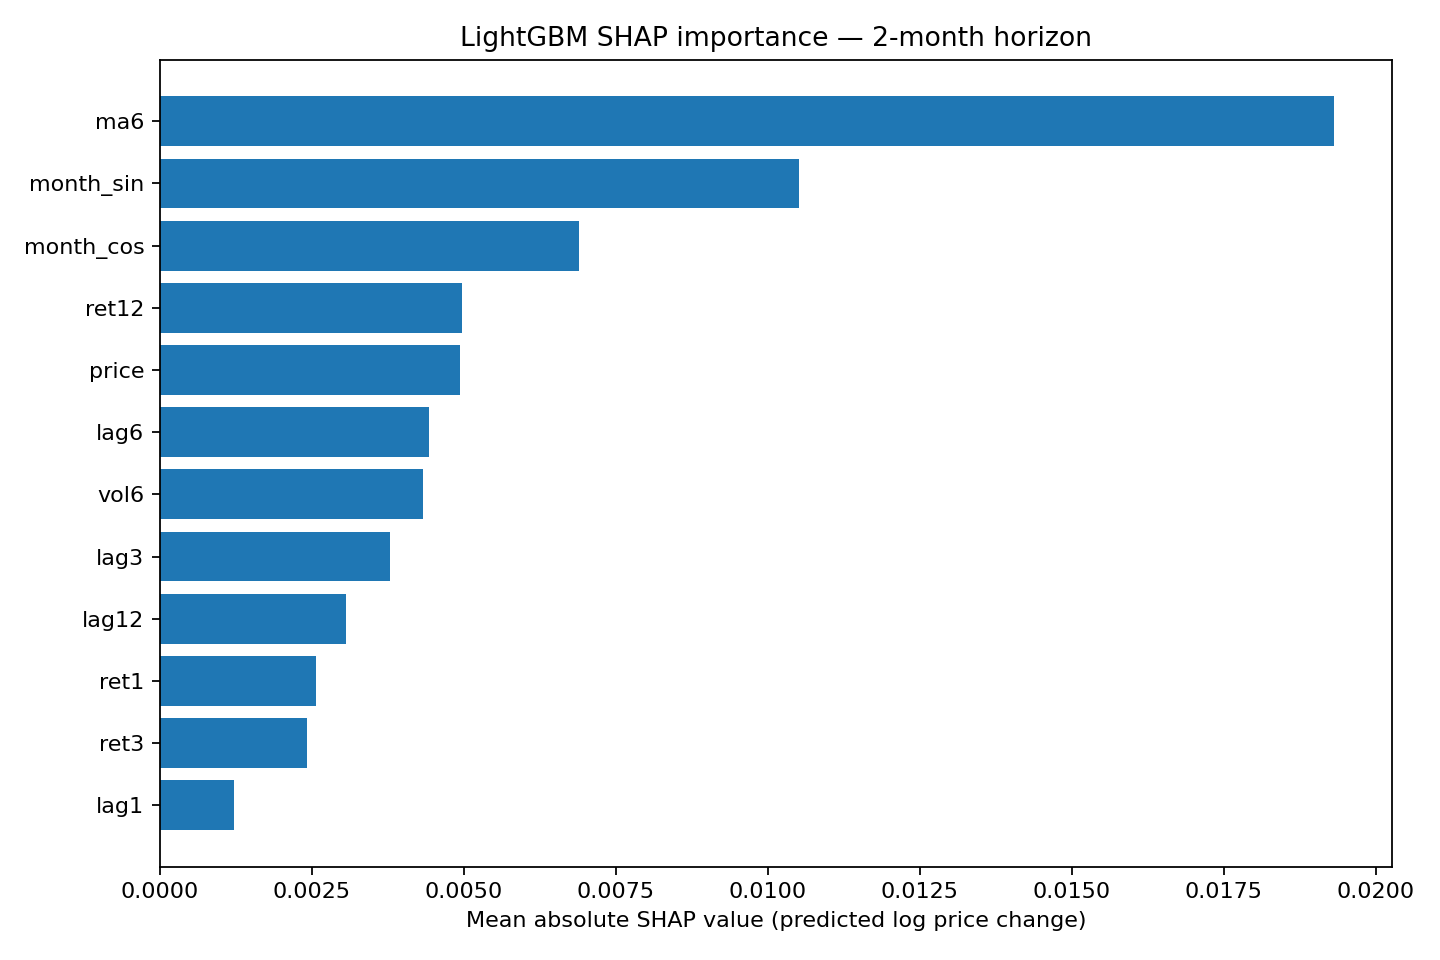 LightGBM SHAP importance — 2-month horizon
ma6
month_sin
month_cos
ret12
price
lag6
vol6
lag3
lag12
ret1
ret3
lag1
0.0000 0.0025 0.0050 0.0075 0.0100 0.0125 0.0150 0.0175 0.0200
Mean absolute SHAP value (predicted log price change)